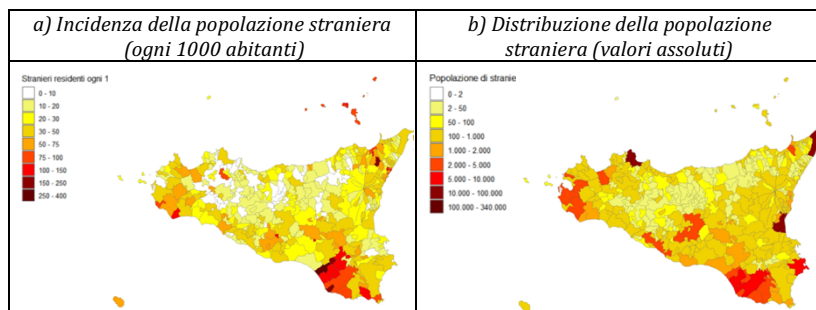 a) Incidenza della popolazione straniera
(ogni 1000 abitanti)
b) Distribuzione della popolazione
straniera (valori assoluti)
Stranieri residenti ogni 1
0 - 10
10 - 20
20 - 30
30 - 50
50 - 75
75 - 100
100 - 150
150 - 250
250 - 400
Popolazione di stranie
0 - 2
2 - 50
50 - 100
100 - 1.000
1.000 - 2.000
2.000 - 5.000
5.000 - 10.000
10.000 - 100.000
100.000 - 340.000